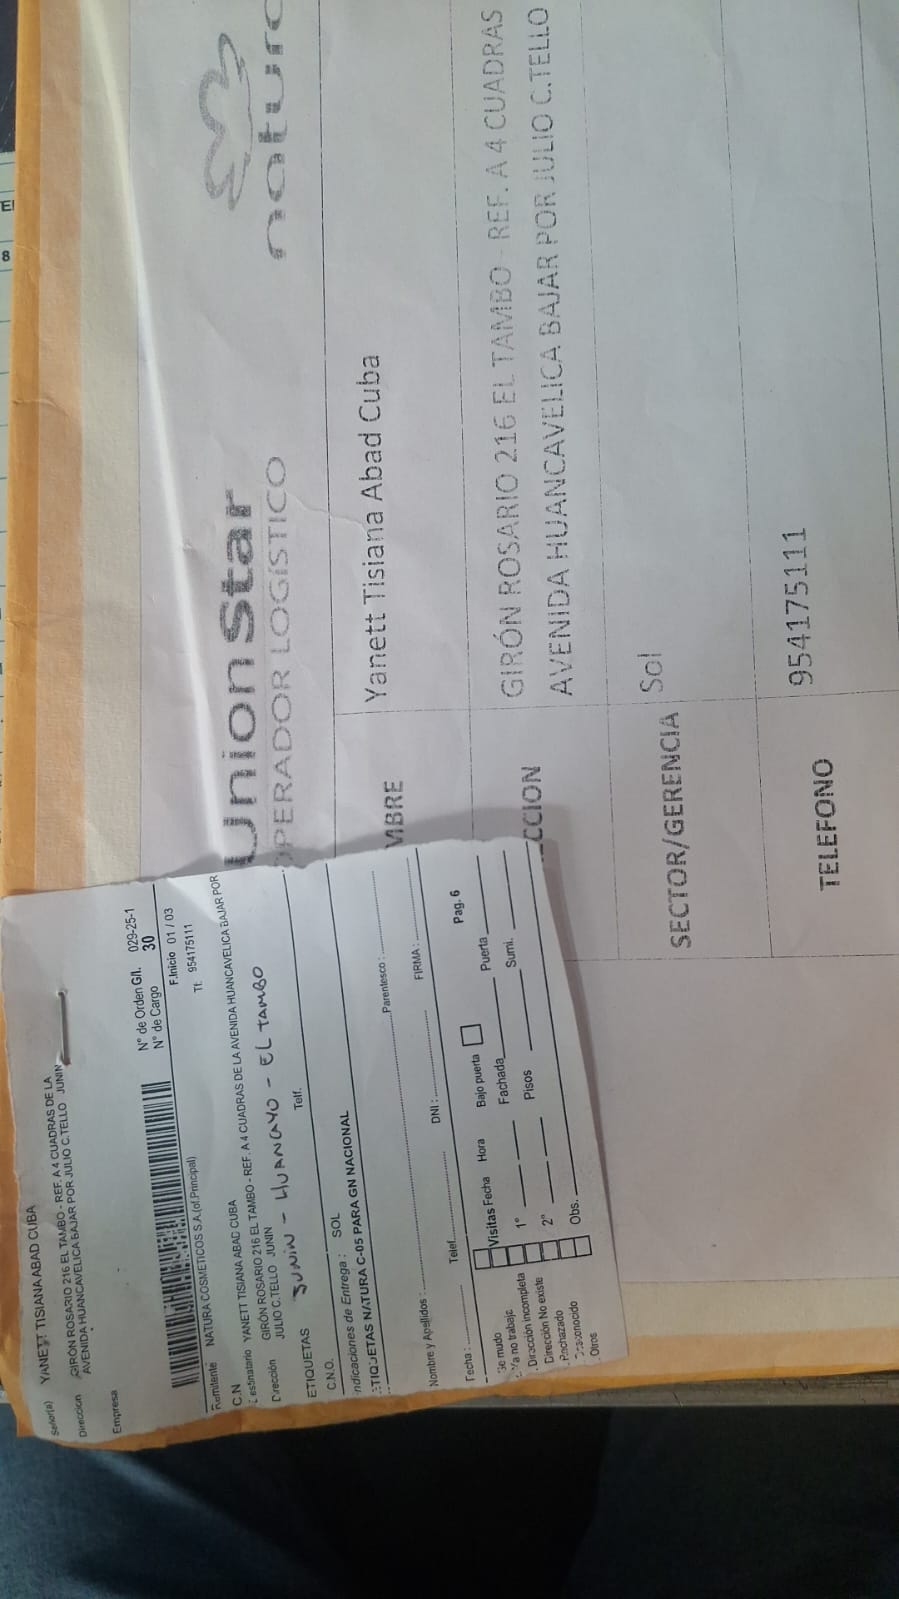 Señor(a) YANETT TISIANA ABAD CUBA
Direccion GIRÓN ROSARIO 216 EL TAMBO - REF. A 4 CUADRAS DE LA
AVENIDA HUANCAVELICA BAJAR POR JULIO C.TELLO JUNIN
Empresa
N° de Orden G/l. 029-25-1
N° de Cargo 30
F.Inicio 01 / 03
Remitente NATURA COSMETICOS S.A.(of.Principal) Tf. 954175111
C.N
Destinatario YANETT TISIANA ABAD CUBA
Dirección GIRÓN ROSARIO 216 EL TAMBO - REF. A 4 CUADRAS DE LA AVENIDA HUANCAVELICA BAJAR POR
JULIO C.TELLO JUNIN
JUNIN - HUANCAYO - EL TAMBO
ETIQUETAS Telf.
C.N.O.
ndicaciones de Entrega : SOL
ETIQUETAS NATURA C-05 PARA GN NACIONAL
Nombre y Apellidos : Parentesco :
DNI : FIRMA :
Fecha : Telef. Pag. 6
Se mudo Visitas Fecha Hora Bajo puerta Puerta
Ya no trabaja 1° Fachada Sumi.
Dirección incompleta 2° Pisos
Dirección No existe Obs.
Rechazado
Desconocido
Otros
Union Star natura
OPERADOR LOGÍSTICO
MBRE Yanett Tisiana Abad Cuba
CCION GIRÓN ROSARIO 216 EL TAMBO - REF. A 4 CUADRAS
AVENIDA HUANCAVELICA BAJAR POR JULIO C.TELLO
SECTOR/GERENCIA Sol
TELEFONO 954175111
8